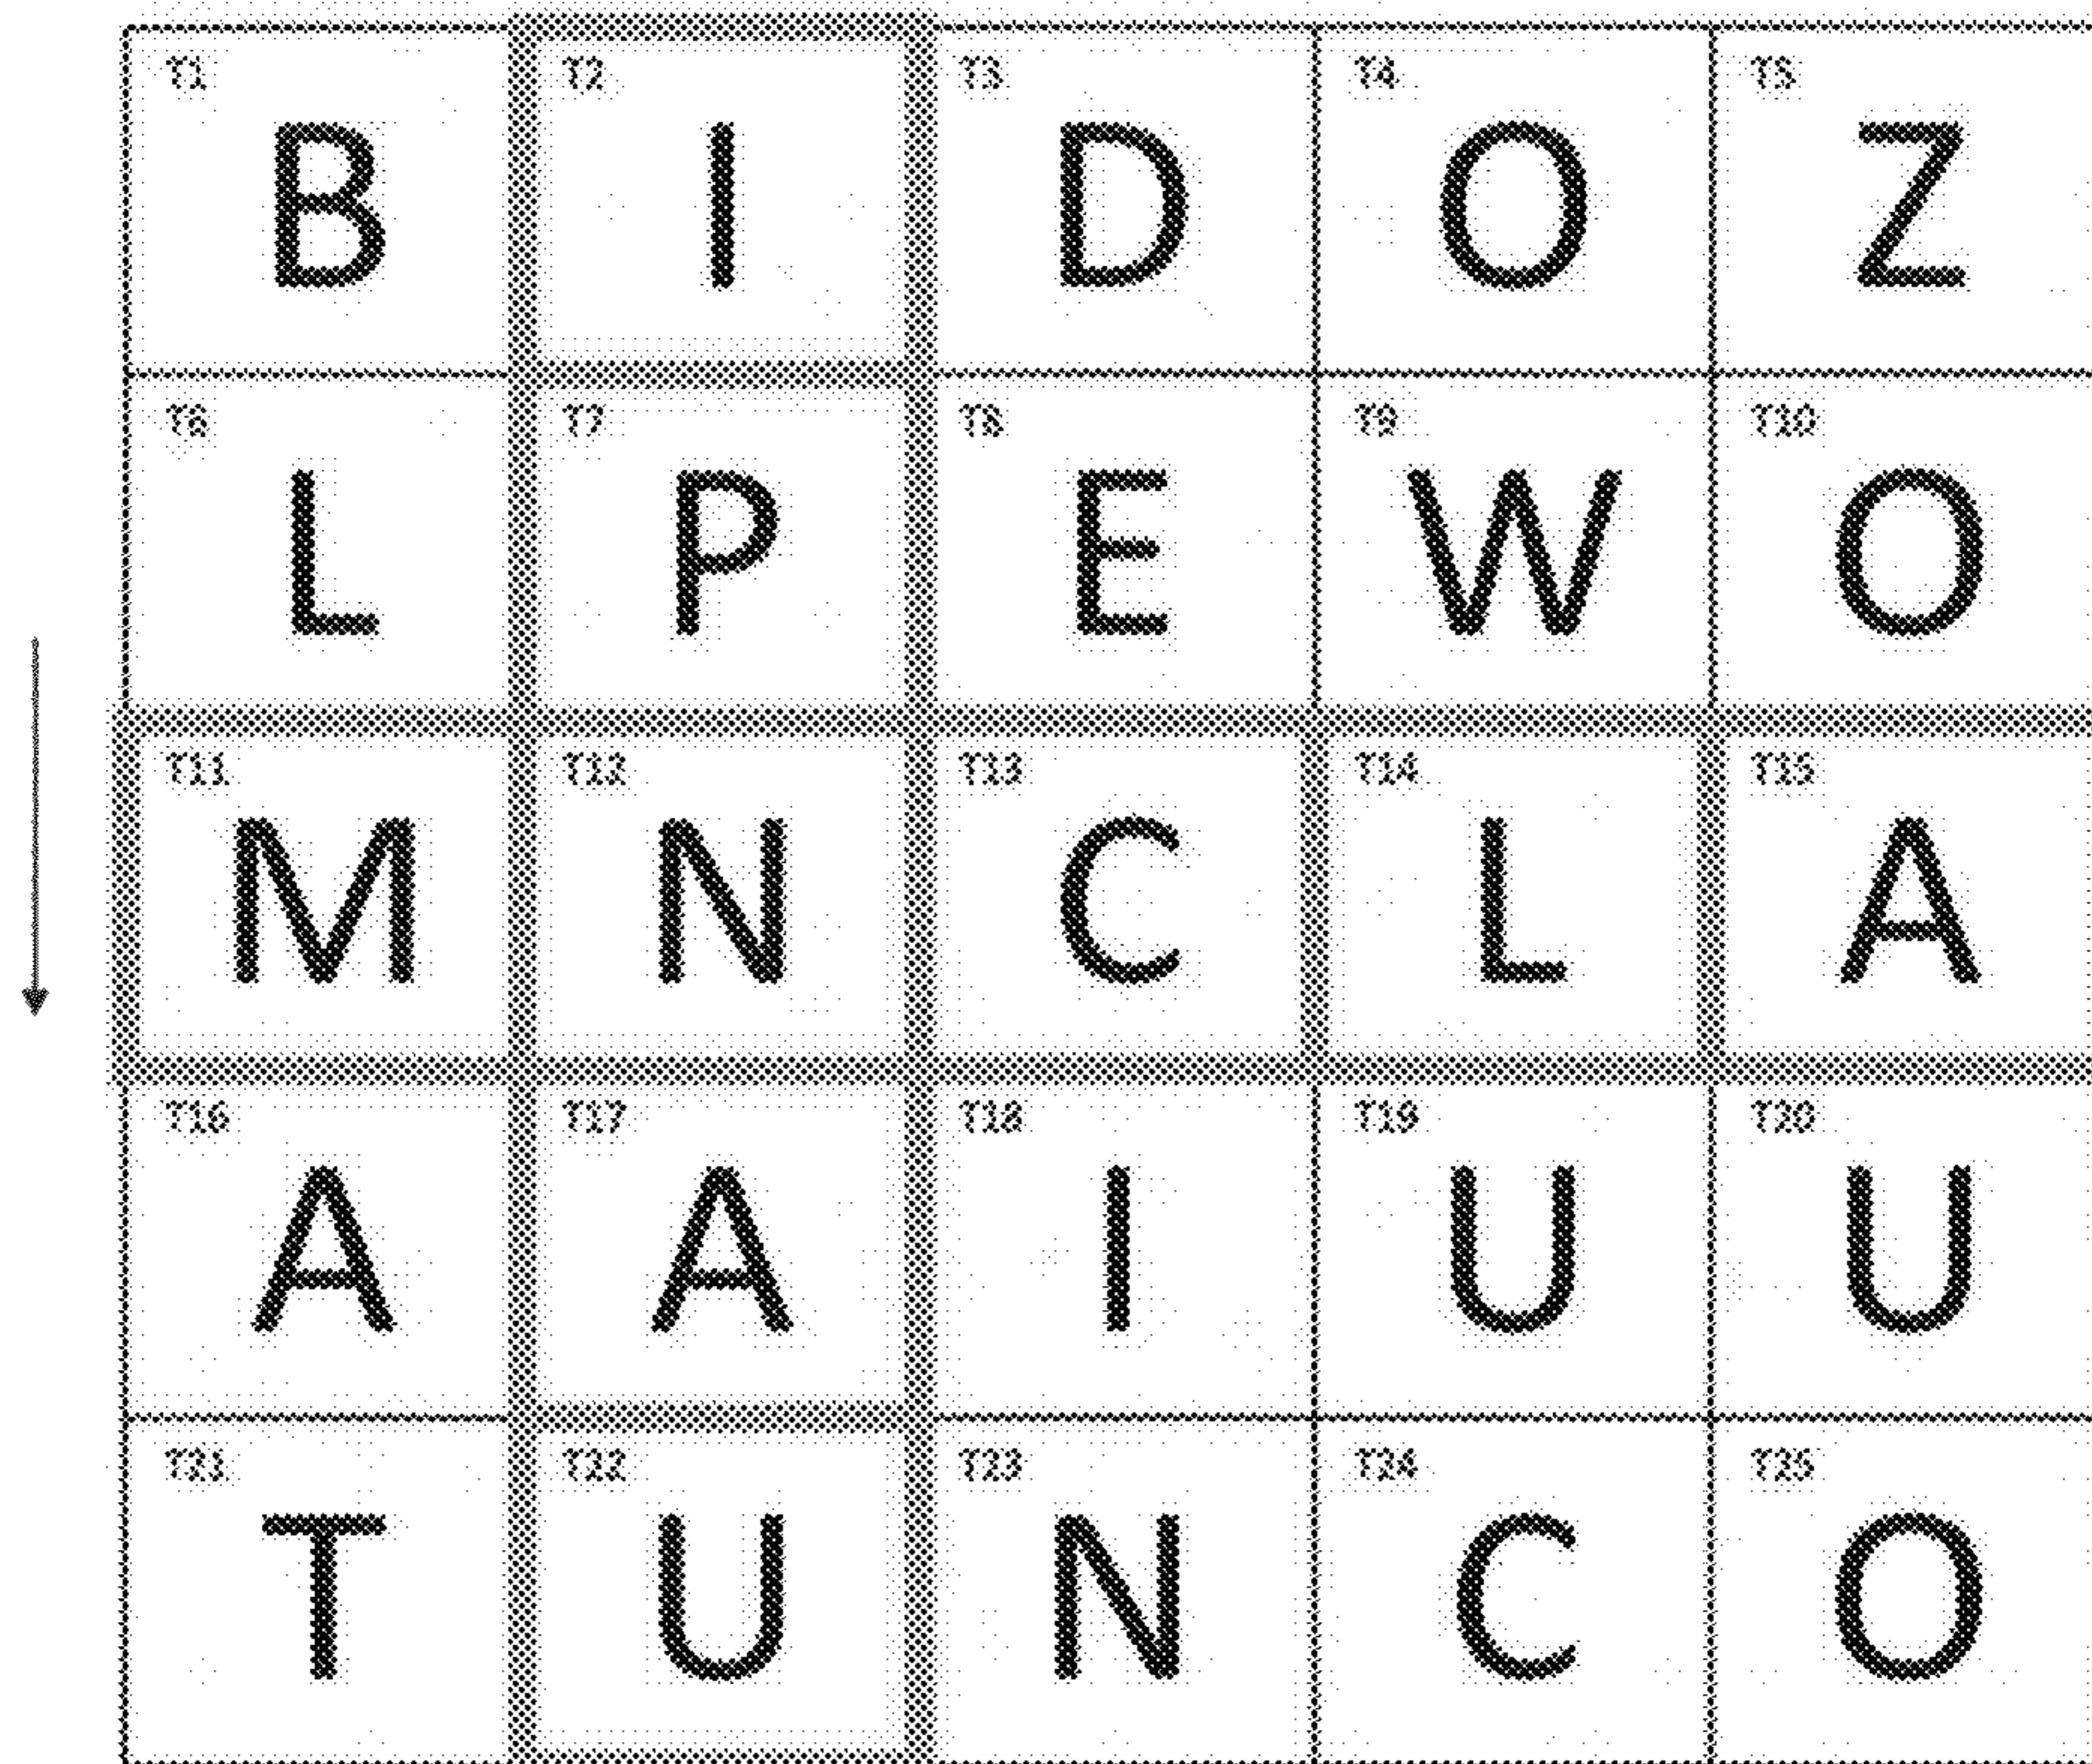 T1 T2 T3 T4 T5
B I D O Z
T6 T7 T8 T9 T10
L P E W O
T11 T12 T13 T14 T15
M N C L A
T16 T17 T18 T19 T20
A A I U U
T21 T22 T23 T24 T25
T U N C O